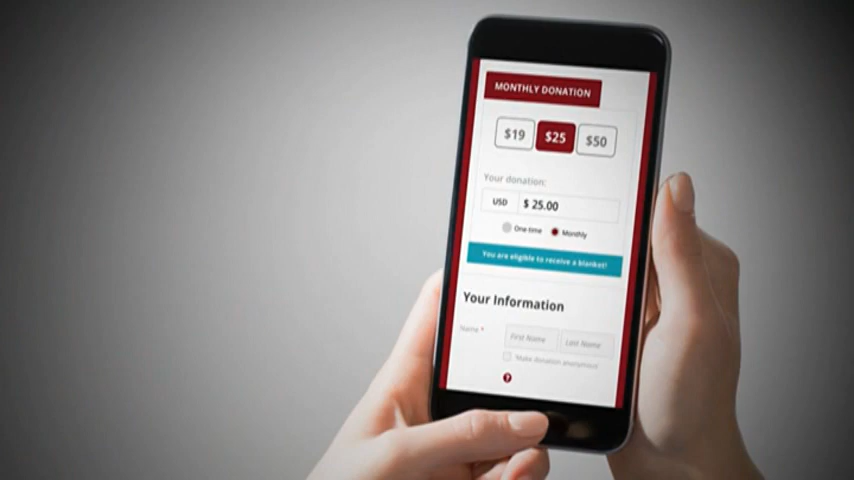 MONTHLY DONATION
$19 $25 $50
Your donation:
USD $ 25.00
One-time Monthly
You are eligible to receive a blanket!
Your Information
Name * First Name Last Name
Make donation anonymous
?